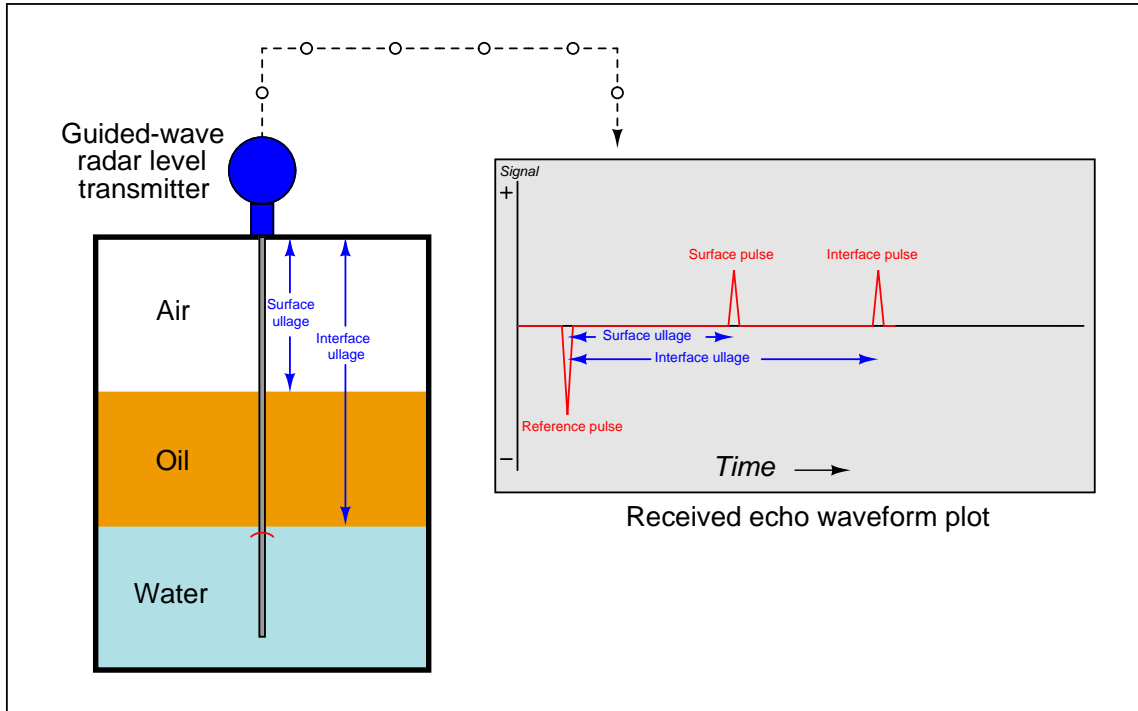 Guided-wave
radar level
transmitter
Air
Surface
ullage
Interface
ullage
Oil
Water
Signal
+
Surface pulse
Interface pulse
Surface ullage
Interface ullage
Reference pulse
−
Time
Received echo waveform plot